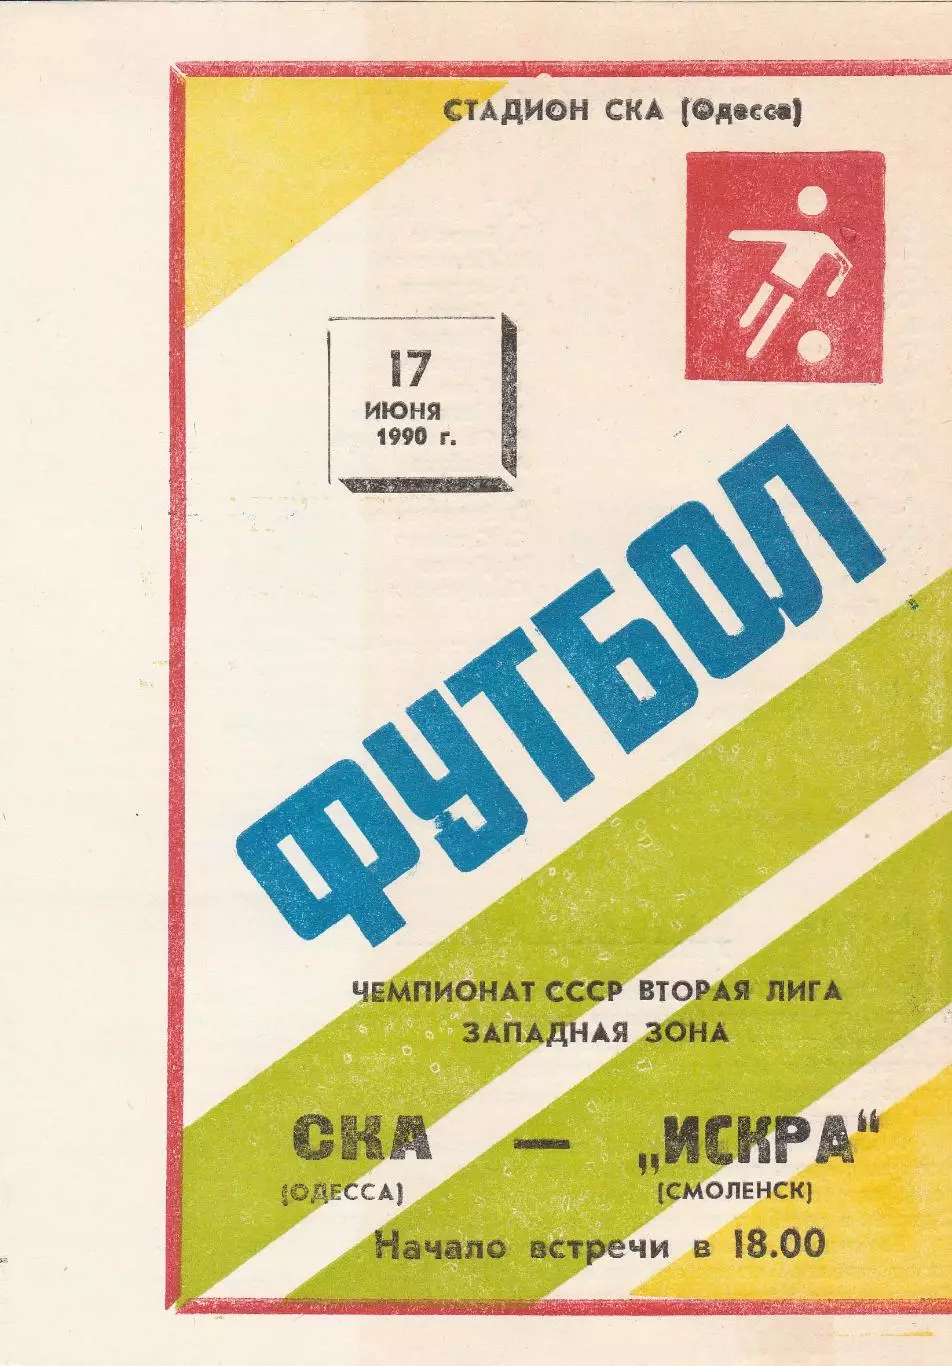 СТАДИОН СКА (Одесса)
17
ИЮНЯ
1990 г.
ФУТБОЛ
ЧЕМПИОНАТ СССР ВТОРАЯ ЛИГА
ЗАПАДНАЯ ЗОНА
СКА — „ИСКРА“
(ОДЕССА) (СМОЛЕНСК)
Начало встречи в 18.00